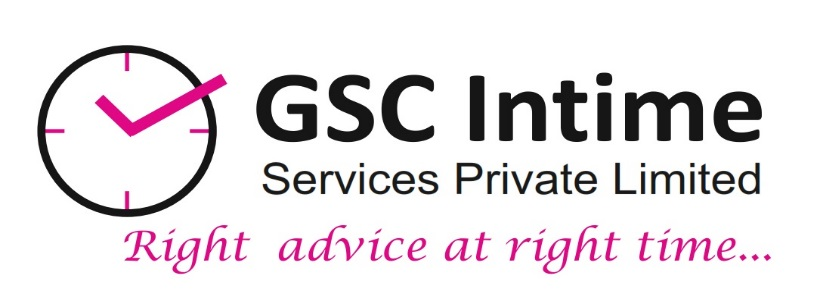 GSC Intime
Services Private Limited
Right advice at right time...